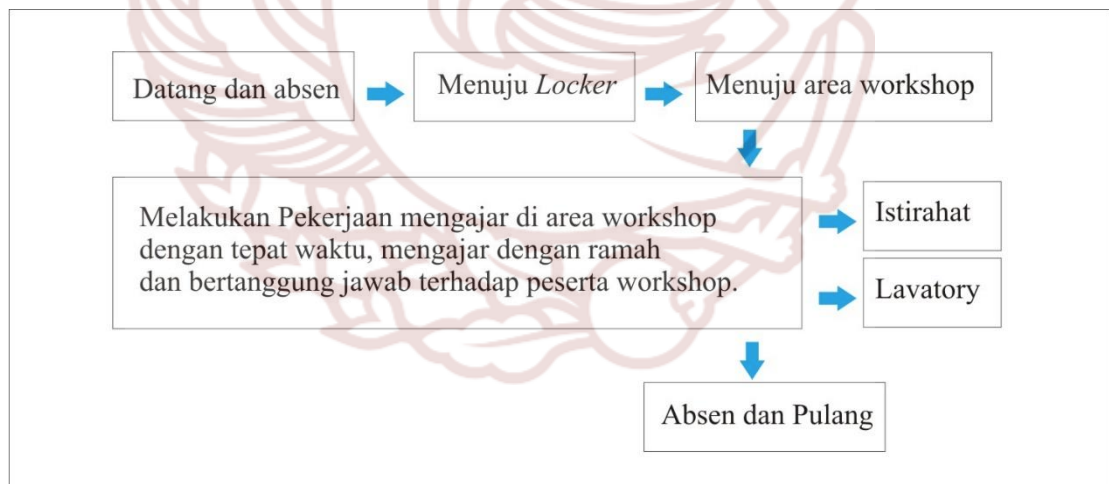 Datang dan absen
Menuju Locker
Menuju area workshop
Melakukan Pekerjaan mengajar di area workshop
dengan tepat waktu, mengajar dengan ramah
dan bertanggung jawab terhadap peserta workshop.
Istirahat
Lavatory
Absen dan Pulang